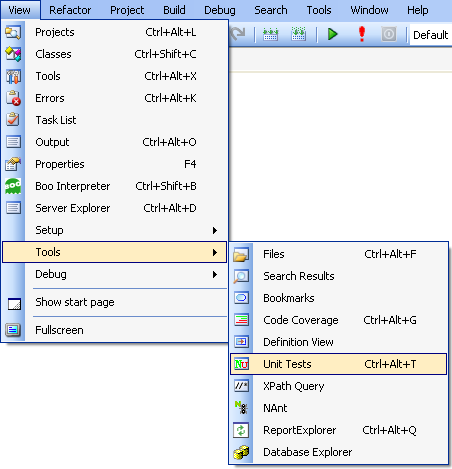 View Refactor Project Build Debug Search Tools Window Help
Default
Projects Ctrl+Alt+L
Classes Ctrl+Shift+C
Tools Ctrl+Alt+X
Errors Ctrl+Alt+K
Task List
Output Ctrl+Alt+O
Properties F4
Boo Interpreter Ctrl+Shift+B
Server Explorer Ctrl+Alt+D
Setup
Tools
Debug
Show start page
Fullscreen
Files Ctrl+Alt+F
Search Results
Bookmarks
Code Coverage Ctrl+Alt+G
Definition View
Unit Tests Ctrl+Alt+T
XPath Query
NAnt
ReportExplorer Ctrl+Alt+Q
Database Explorer